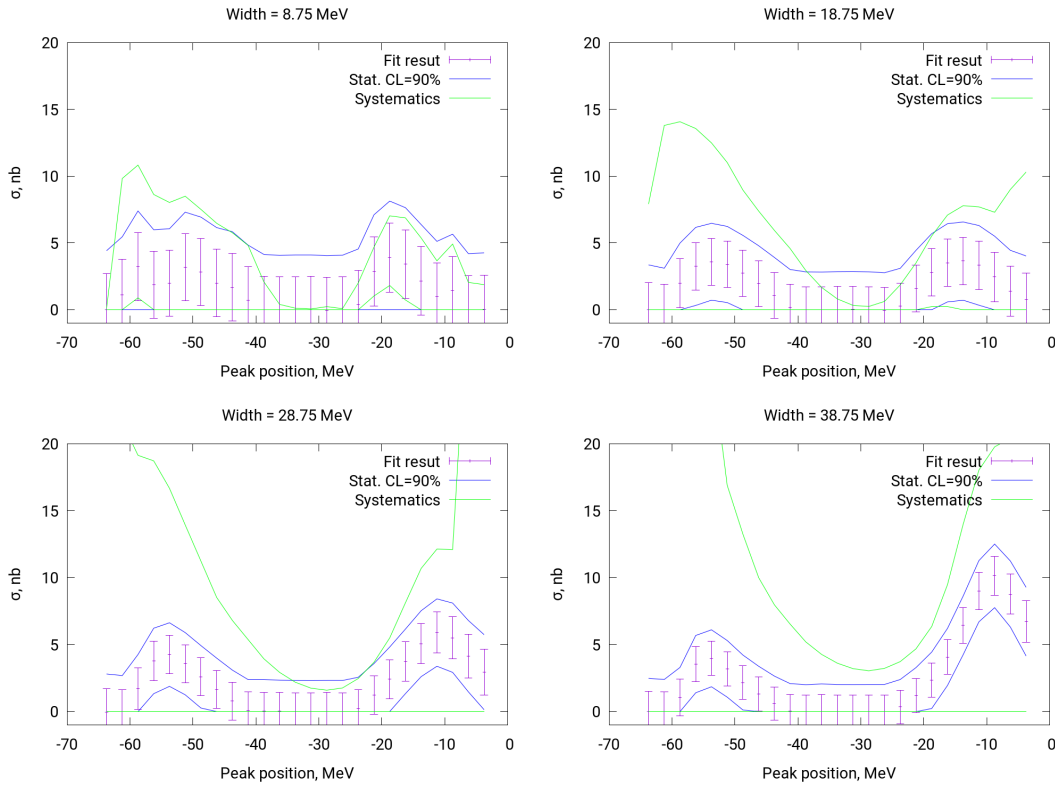 Width = 8.75 MeV
20
15
10
5
0
σ, nb
Fit resut
Stat. CL=90%
Systematics
-70 -60 -50 -40 -30 -20 -10 0
Peak position, MeV
Width = 18.75 MeV
20
15
10
5
0
σ, nb
Fit resut
Stat. CL=90%
Systematics
-70 -60 -50 -40 -30 -20 -10 0
Peak position, MeV
Width = 28.75 MeV
20
15
10
5
0
σ, nb
Fit resut
Stat. CL=90%
Systematics
-70 -60 -50 -40 -30 -20 -10 0
Peak position, MeV
Width = 38.75 MeV
20
15
10
5
0
σ, nb
Fit resut
Stat. CL=90%
Systematics
-70 -60 -50 -40 -30 -20 -10 0
Peak position, MeV